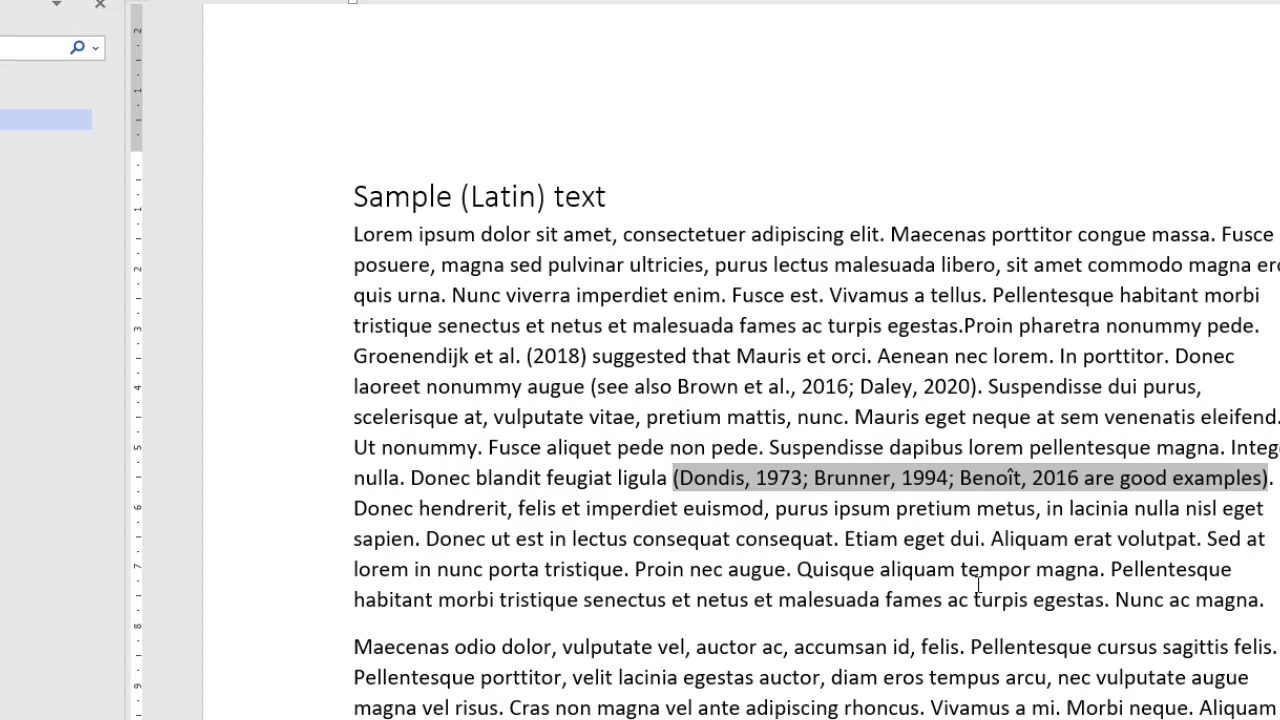 Sample (Latin) text
Lorem ipsum dolor sit amet, consectetuer adipiscing elit. Maecenas porttitor congue massa. Fusce
posuere, magna sed pulvinar ultricies, purus lectus malesuada libero, sit amet commodo magna
quis urna. Nunc viverra imperdiet enim. Fusce est. Vivamus a tellus. Pellentesque habitant morbi
tristique senectus et netus et malesuada fames ac turpis egestas.Proin pharetra nonummy pede.
Groenendijk et al. (2018) suggested that Mauris et orci. Aenean nec lorem. In porttitor. Donec
laoreet nonummy augue (see also Brown et al., 2016; Daley, 2020). Suspendisse dui purus,
scelerisque at, vulputate vitae, pretium mattis, nunc. Mauris eget neque at sem venenatis eleifend.
Ut nonummy. Fusce aliquet pede non pede. Suspendisse dapibus lorem pellentesque magna.
nulla. Donec blandit feugiat ligula (Dondis, 1973; Brunner, 1994; Benoît, 2016 are good examples).
Donec hendrerit, felis et imperdiet euismod, purus ipsum pretium metus, in lacinia nulla nisl eget
sapien. Donec ut est in lectus consequat consequat. Etiam eget dui. Aliquam erat volutpat. Sed at
lorem in nunc porta tristique. Proin nec augue. Quisque aliquam tempor magna. Pellentesque
habitant morbi tristique senectus et netus et malesuada fames ac turpis egestas. Nunc ac magna.
Maecenas odio dolor, vulputate vel, auctor ac, accumsan id, felis. Pellentesque cursus sagittis felis.
Pellentesque porttitor, velit lacinia egestas auctor, diam eros tempus arcu, nec vulputate augue
magna vel risus. Cras non magna vel ante adipiscing rhoncus. Vivamus a mi. Morbi neque. Aliquam